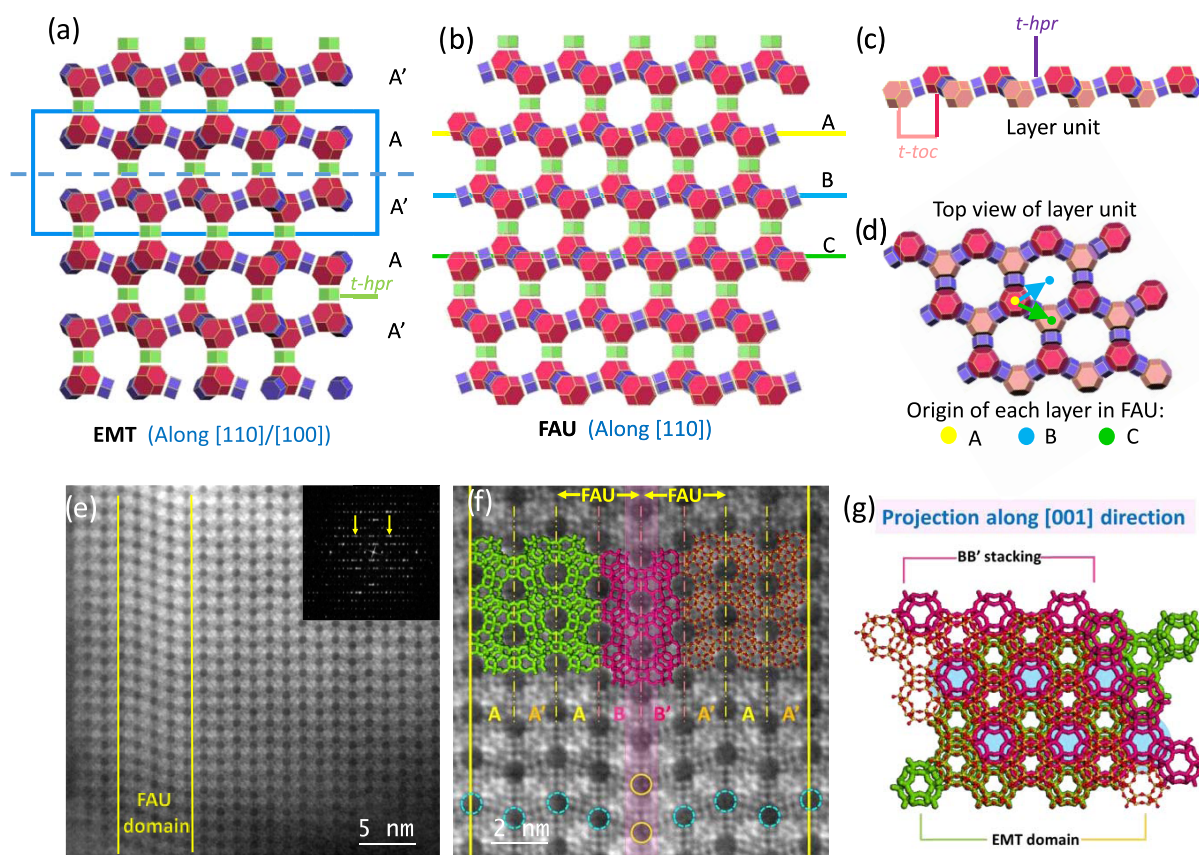 (a)
A'
A
A'
A
t-hpr
A'
EMT (Along [110]/[100])
(b)
A
B
C
FAU (Along [110])
(c)
t-hpr
Layer unit
t-toc
Top view of layer unit
(d)
Origin of each layer in FAU:
A B C
(e)
FAU
domain
5 nm
(f)
FAU FAU
A A' A B B' A' A A'
2 nm
(g)
Projection along [001] direction
BB' stacking
EMT domain